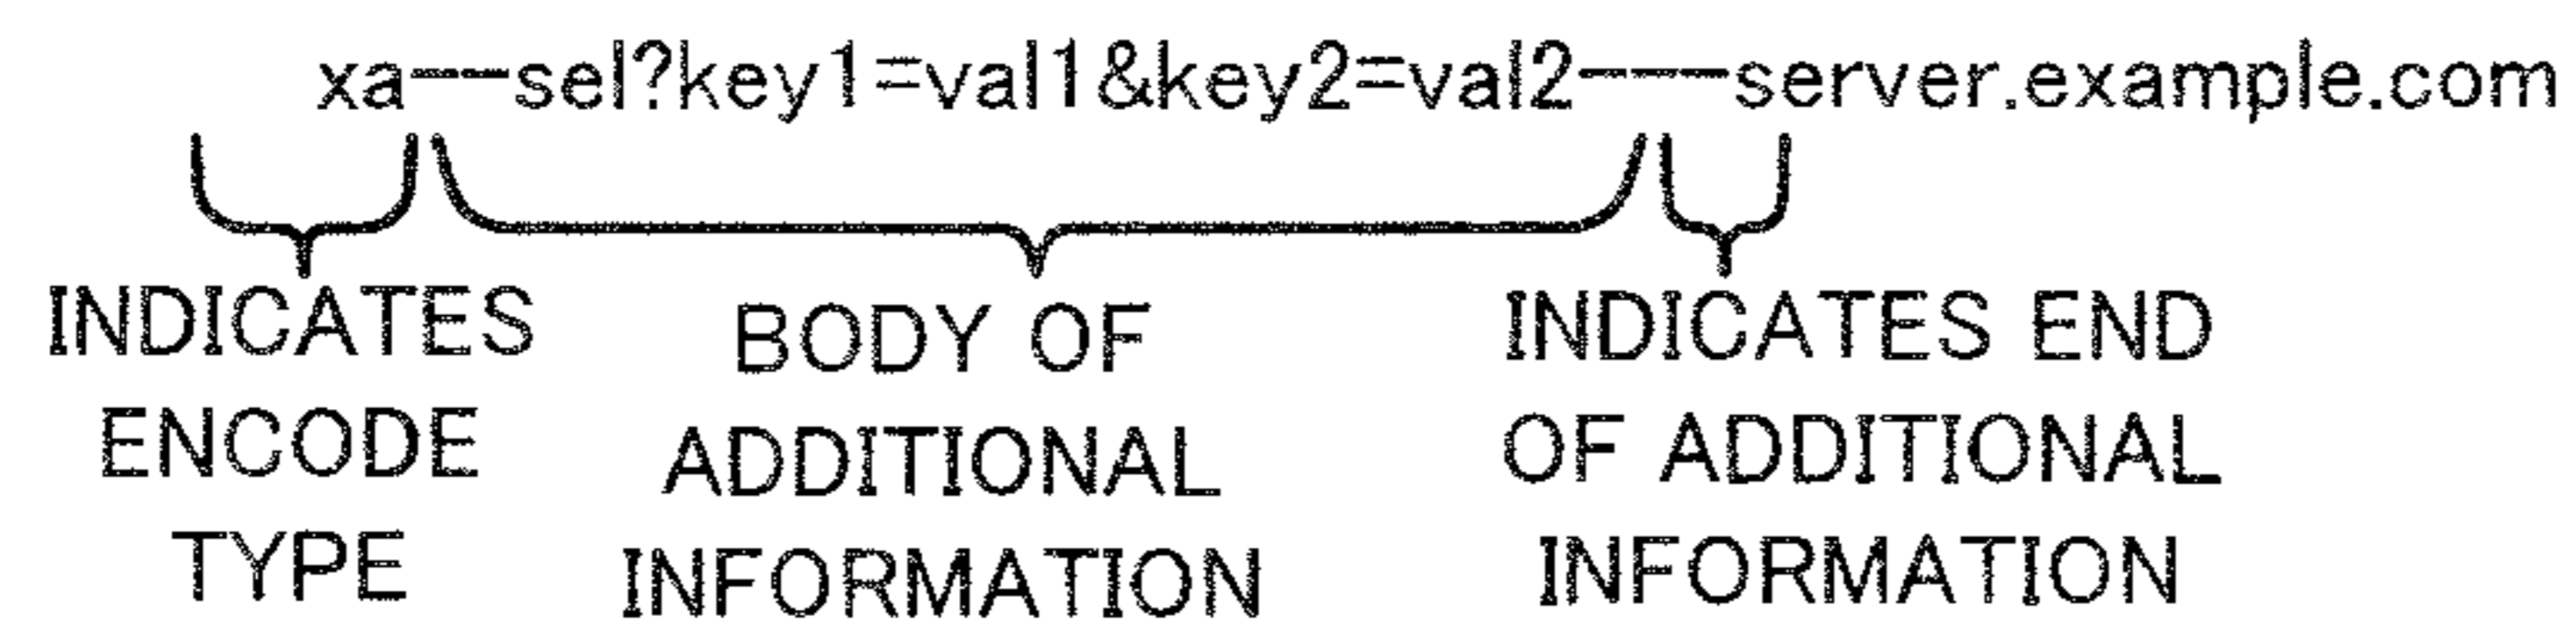 xa--sel?key1=val1&key2=val2---server.example.com
INDICATES
ENCODE
TYPE
BODY OF
ADDITIONAL
INFORMATION
INDICATES END
OF ADDITIONAL
INFORMATION